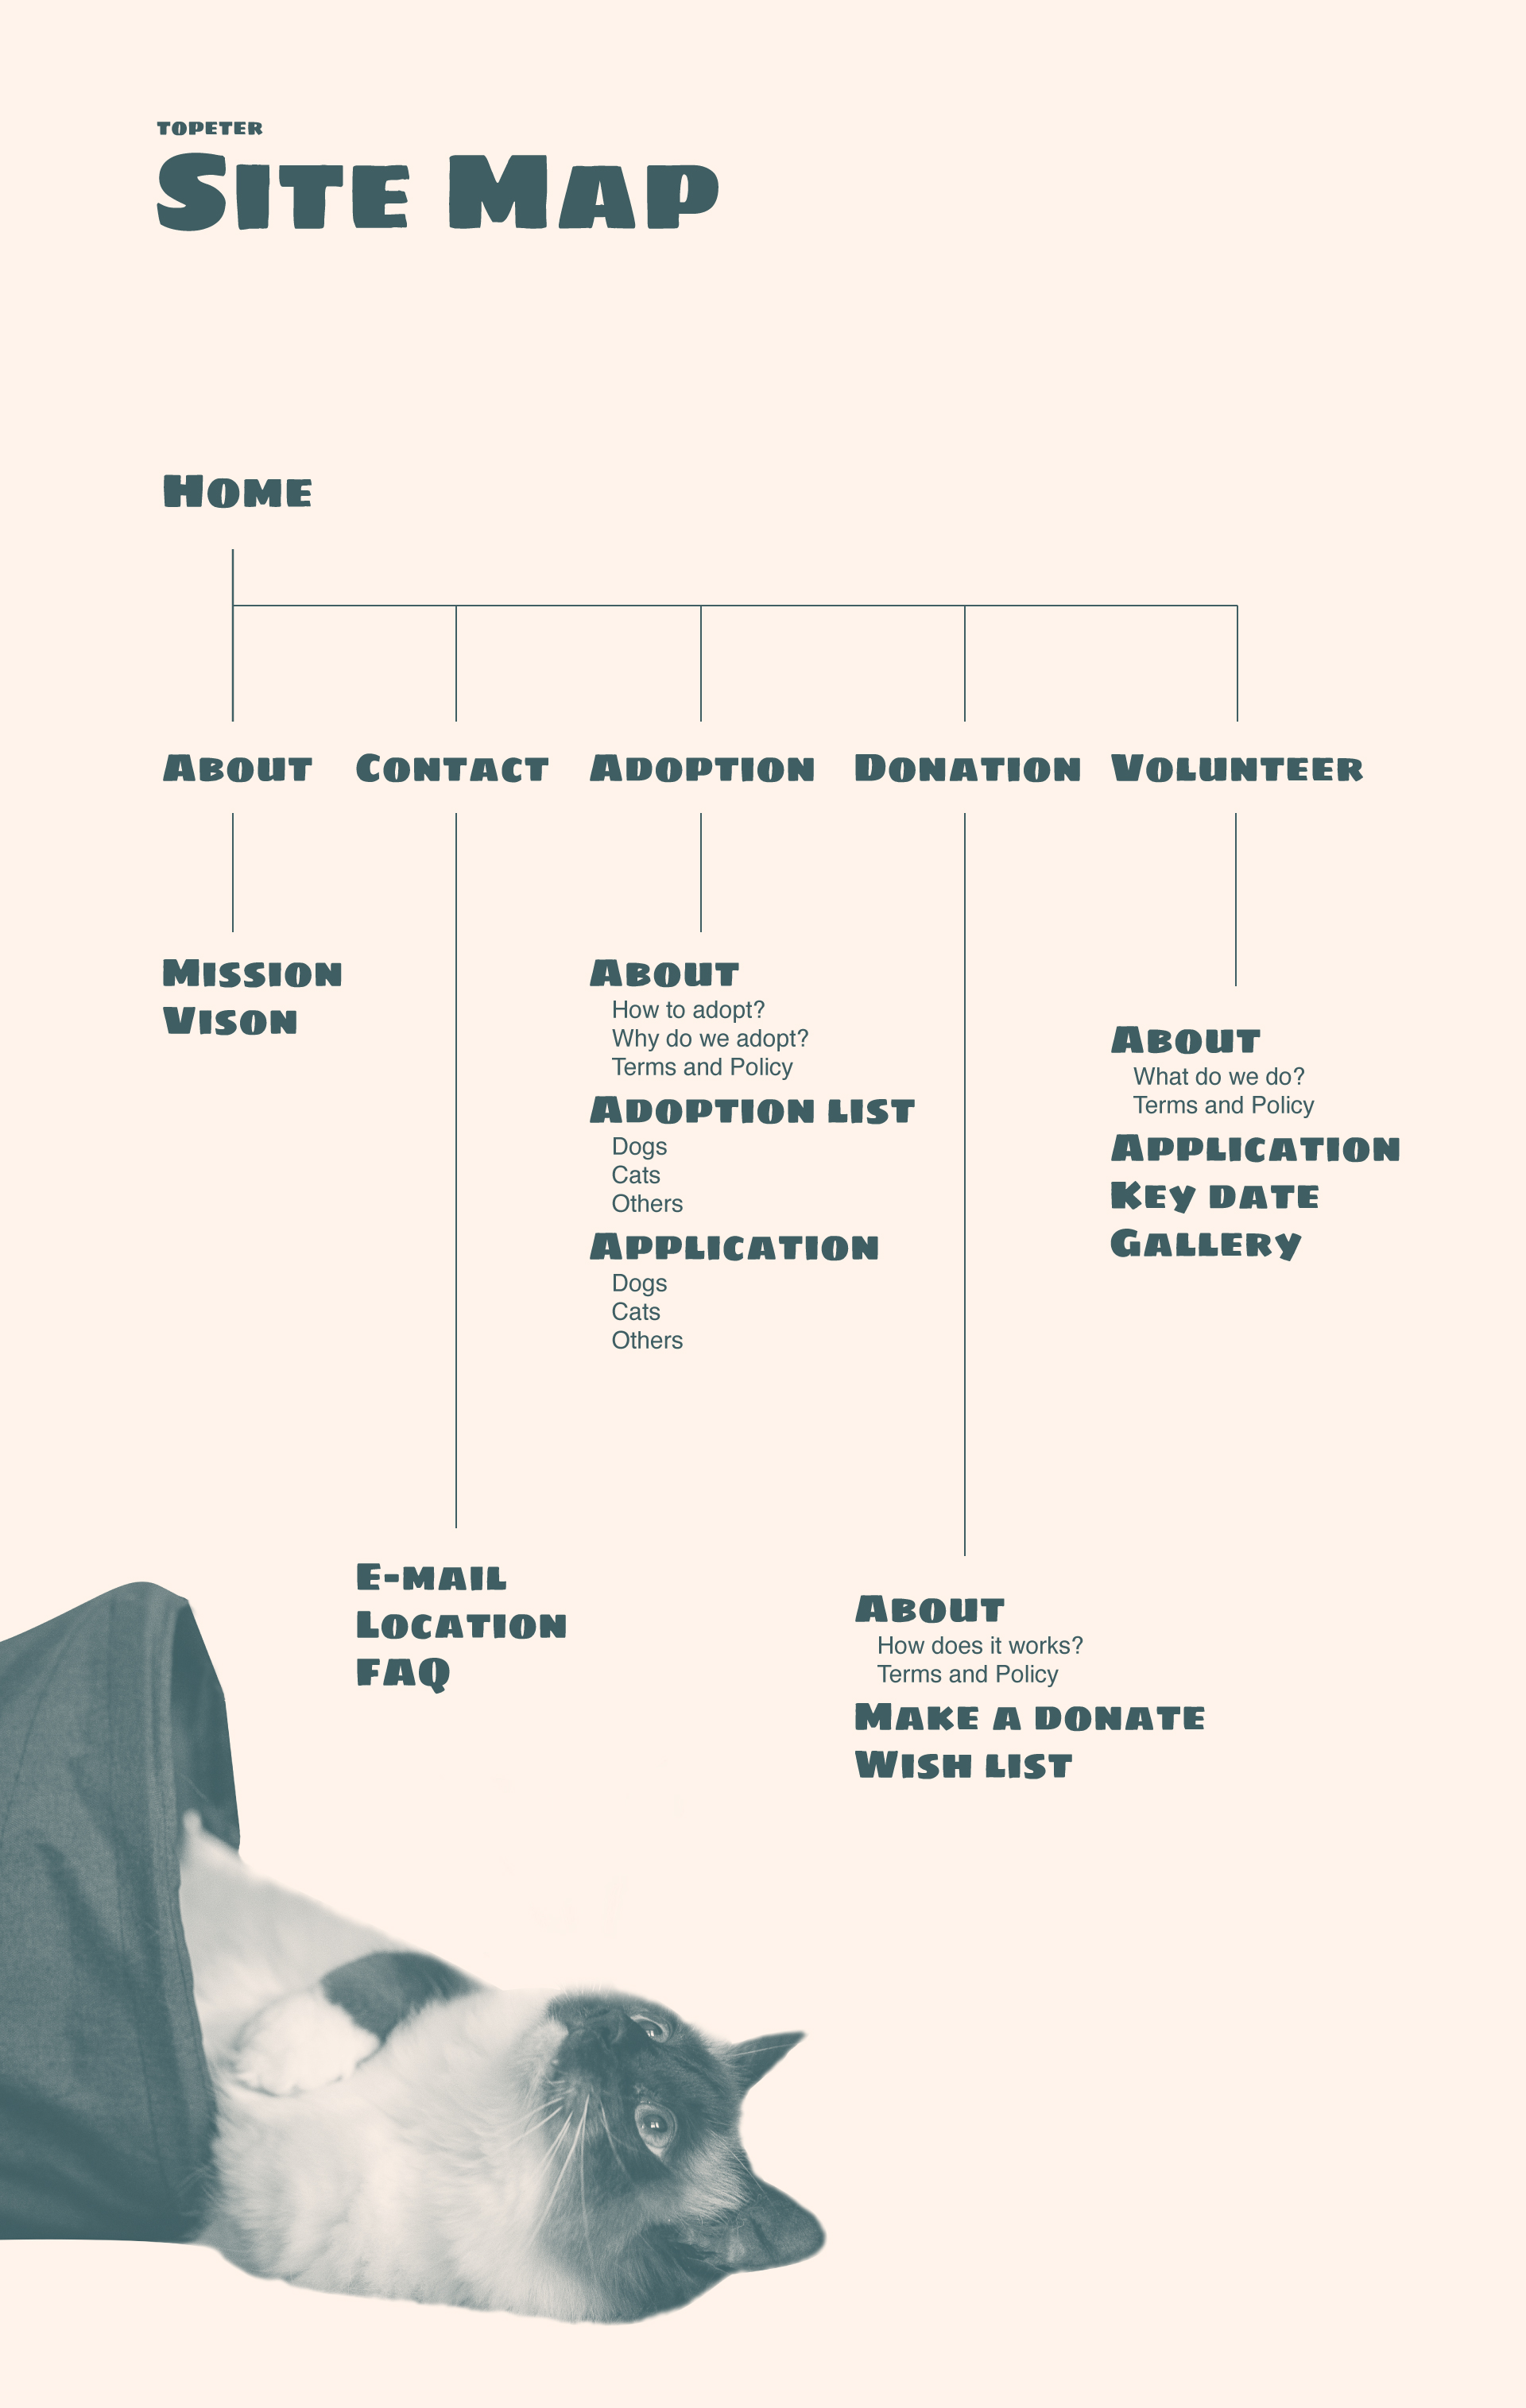 TOPETER
SITE MAP
HOME
ABOUT CONTACT ADOPTION DONATION VOLUNTEER
MISSION
VISON
ABOUT
How to adopt?
Why do we adopt?
Terms and Policy
ADOPTION LIST
Dogs
Cats
Others
APPLICATION
Dogs
Cats
Others
ABOUT
What do we do?
Terms and Policy
APPLICATION
KEY DATE
GALLERY
E-MAIL
LOCATION
FAQ
ABOUT
How does it works?
Terms and Policy
MAKE A DONATE
WISH LIST